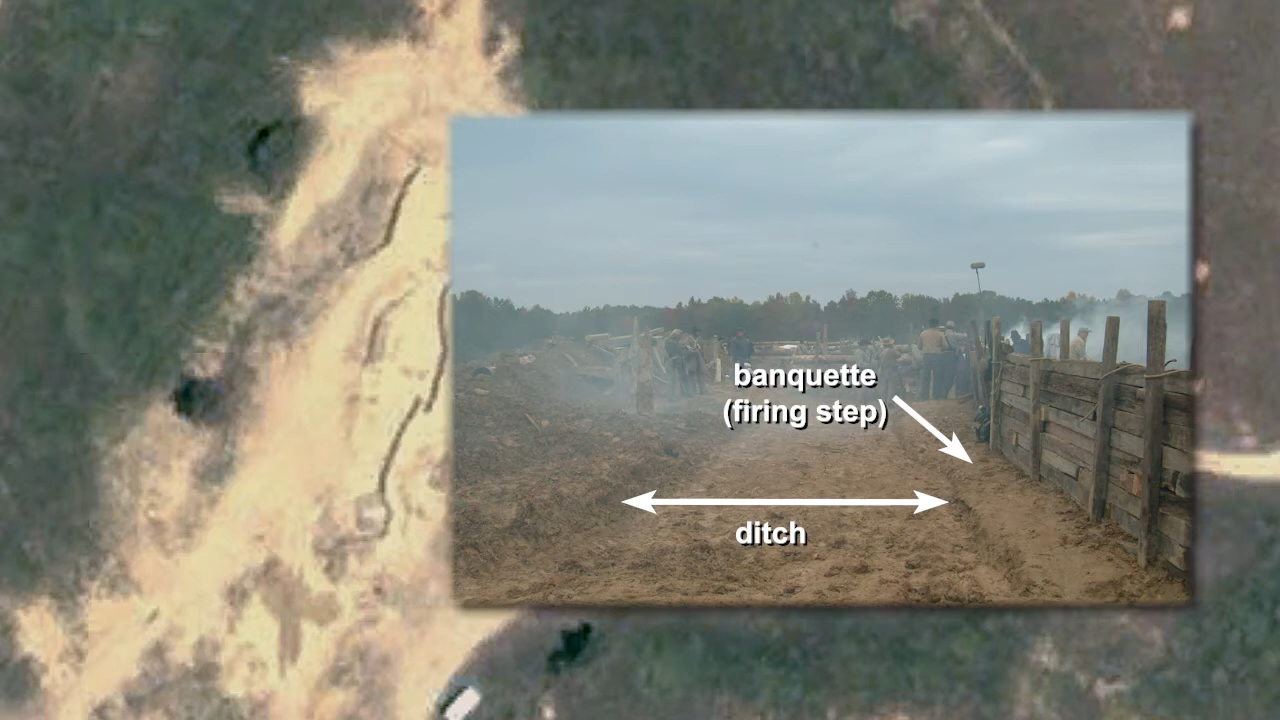 banquette
(firing step)
ditch